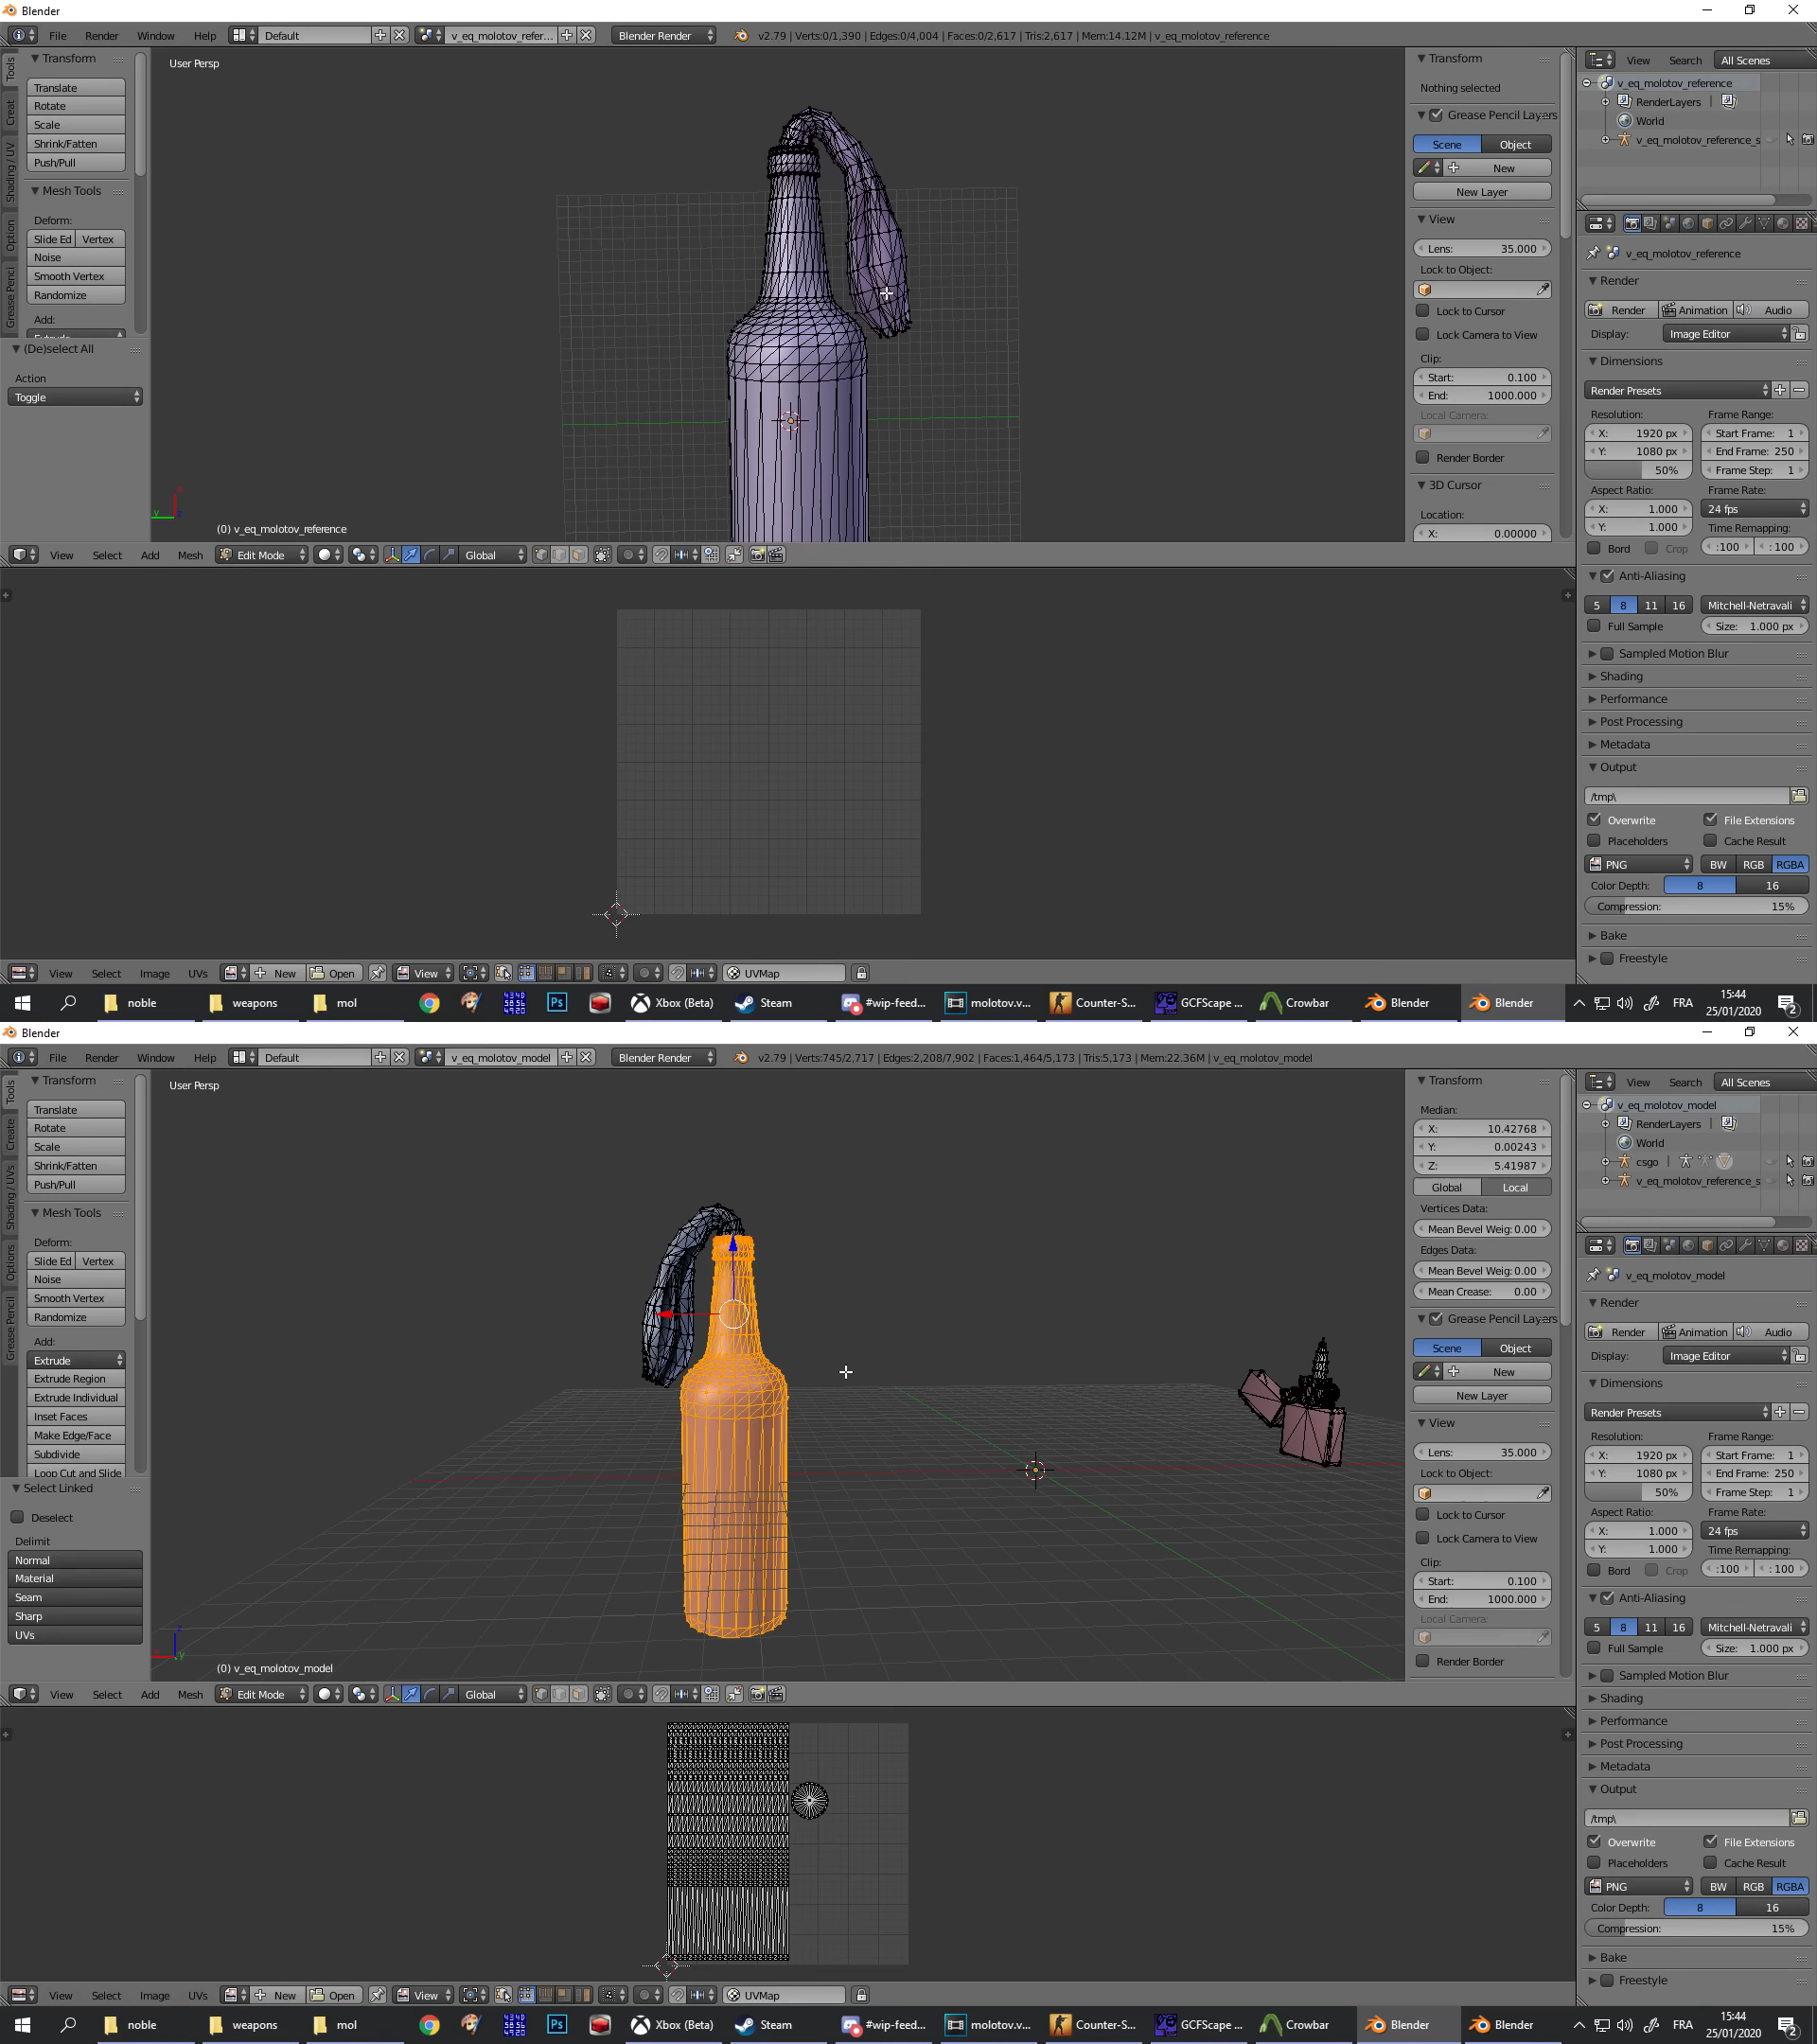 Blender
File Render Window Help Default v_eq_molotov_refer... Blender Render v2.79 | Verts:0/1,390 | Edges:0/4,004 | Faces:0/2,617 | Tris:2,617 | Mem:14.12M | v_eq_molotov_reference
Tools
Creat
Shading / UV
Option
Grease Penci
Transform
Translate
Rotate
Scale
Shrink/Fatten
Push/Pull
Mesh Tools
Deform:
Slide Ed Vertex
Noise
Smooth Vertex
Randomize
Add:
(De)select All
Action
Toggle
User Persp
(0) v_eq_molotov_reference
Transform
Nothing selected
Grease Pencil Layers
Scene Object
New
New Layer
View
Lens: 35.000
Lock to Object:
Lock to Cursor
Lock Camera to View
Clip:
Start: 0.100
End: 1000.000
Local Camera:
Render Border
3D Cursor
Location:
X: 0.00000
View Search All Scenes
v_eq_molotov_reference
RenderLayers |
World
v_eq_molotov_reference_s
v_eq_molotov_reference
Render
Render Animation Audio
Display: Image Editor
Dimensions
Render Presets
Resolution: Frame Range:
X: 1920 px Start Frame: 1
Y: 1080 px End Frame: 250
50% Frame Step: 1
Aspect Ratio: Frame Rate:
X: 1.000 24 fps
Y: 1.000 Time Remapping:
Bord Crop :100 : 100
Anti-Aliasing
5 8 11 16 Mitchell-Netravali
Full Sample Size: 1.000 px
Sampled Motion Blur
Shading
Performance
Post Processing
Metadata
Output
/tmp\
Overwrite File Extensions
Placeholders Cache Result
PNG BW RGB RGBA
Color Depth: 8 16
Compression: 15%
Bake
Freestyle
View Select Add Mesh Edit Mode Global
View Select Image UVs New Open View UVMap
noble weapons mol Ps Xbox (Beta) Steam #wip-feed... molotov.v... Counter-S... GCFScape ... Crowbar Blender Blender FRA 15:44
25/01/2020 2
Blender
File Render Window Help Default v_eq_molotov_model Blender Render v2.79 | Verts:745/2,717 | Edges:2,208/7,902 | Faces:1,464/5,173 | Tris:5,173 | Mem:22.36M | v_eq_molotov_model
Tools
Create
Shading / UVs
Options
Grease Pencil
Transform
Translate
Rotate
Scale
Shrink/Fatten
Push/Pull
Mesh Tools
Deform:
Slide Ed Vertex
Noise
Smooth Vertex
Randomize
Add:
Extrude
Extrude Region
Extrude Individual
Inset Faces
Make Edge/Face
Subdivide
Loop Cut and Slide
Select Linked
Deselect
Delimit
Normal
Material
Seam
Sharp
UVs
User Persp
(0) v_eq_molotov_model
Transform
Median:
X: 10.42768
Y: 0.00243
Z: 5.41987
Global Local
Vertices Data:
Mean Bevel Weig: 0.00
Edges Data:
Mean Bevel Weig: 0.00
Mean Crease: 0.00
Grease Pencil Layers
Scene Object
New
New Layer
View
Lens: 35.000
Lock to Object:
Lock to Cursor
Lock Camera to View
Clip:
Start: 0.100
End: 1000.000
Local Camera:
Render Border
View Search All Scenes
v_eq_molotov_model
RenderLayers |
World
csgo |
v_eq_molotov_reference_s
v_eq_molotov_model
Render
Render Animation Audio
Display: Image Editor
Dimensions
Render Presets
Resolution: Frame Range:
X: 1920 px Start Frame: 1
Y: 1080 px End Frame: 250
50% Frame Step: 1
Aspect Ratio: Frame Rate:
X: 1.000 24 fps
Y: 1.000 Time Remapping:
Bord Crop :100 : 100
Anti-Aliasing
5 8 11 16 Mitchell-Netravali
Full Sample Size: 1.000 px
Sampled Motion Blur
Shading
Performance
Post Processing
Metadata
Output
/tmp\
Overwrite File Extensions
Placeholders Cache Result
PNG BW RGB RGBA
Color Depth: 8 16
Compression: 15%
Bake
Freestyle
View Select Add Mesh Edit Mode Global
View Select Image UVs New Open View UVMap
noble weapons mol Ps Xbox (Beta) Steam #wip-feed... molotov.v... Counter-S... GCFScape ... Crowbar Blender Blender FRA 15:44
25/01/2020 2